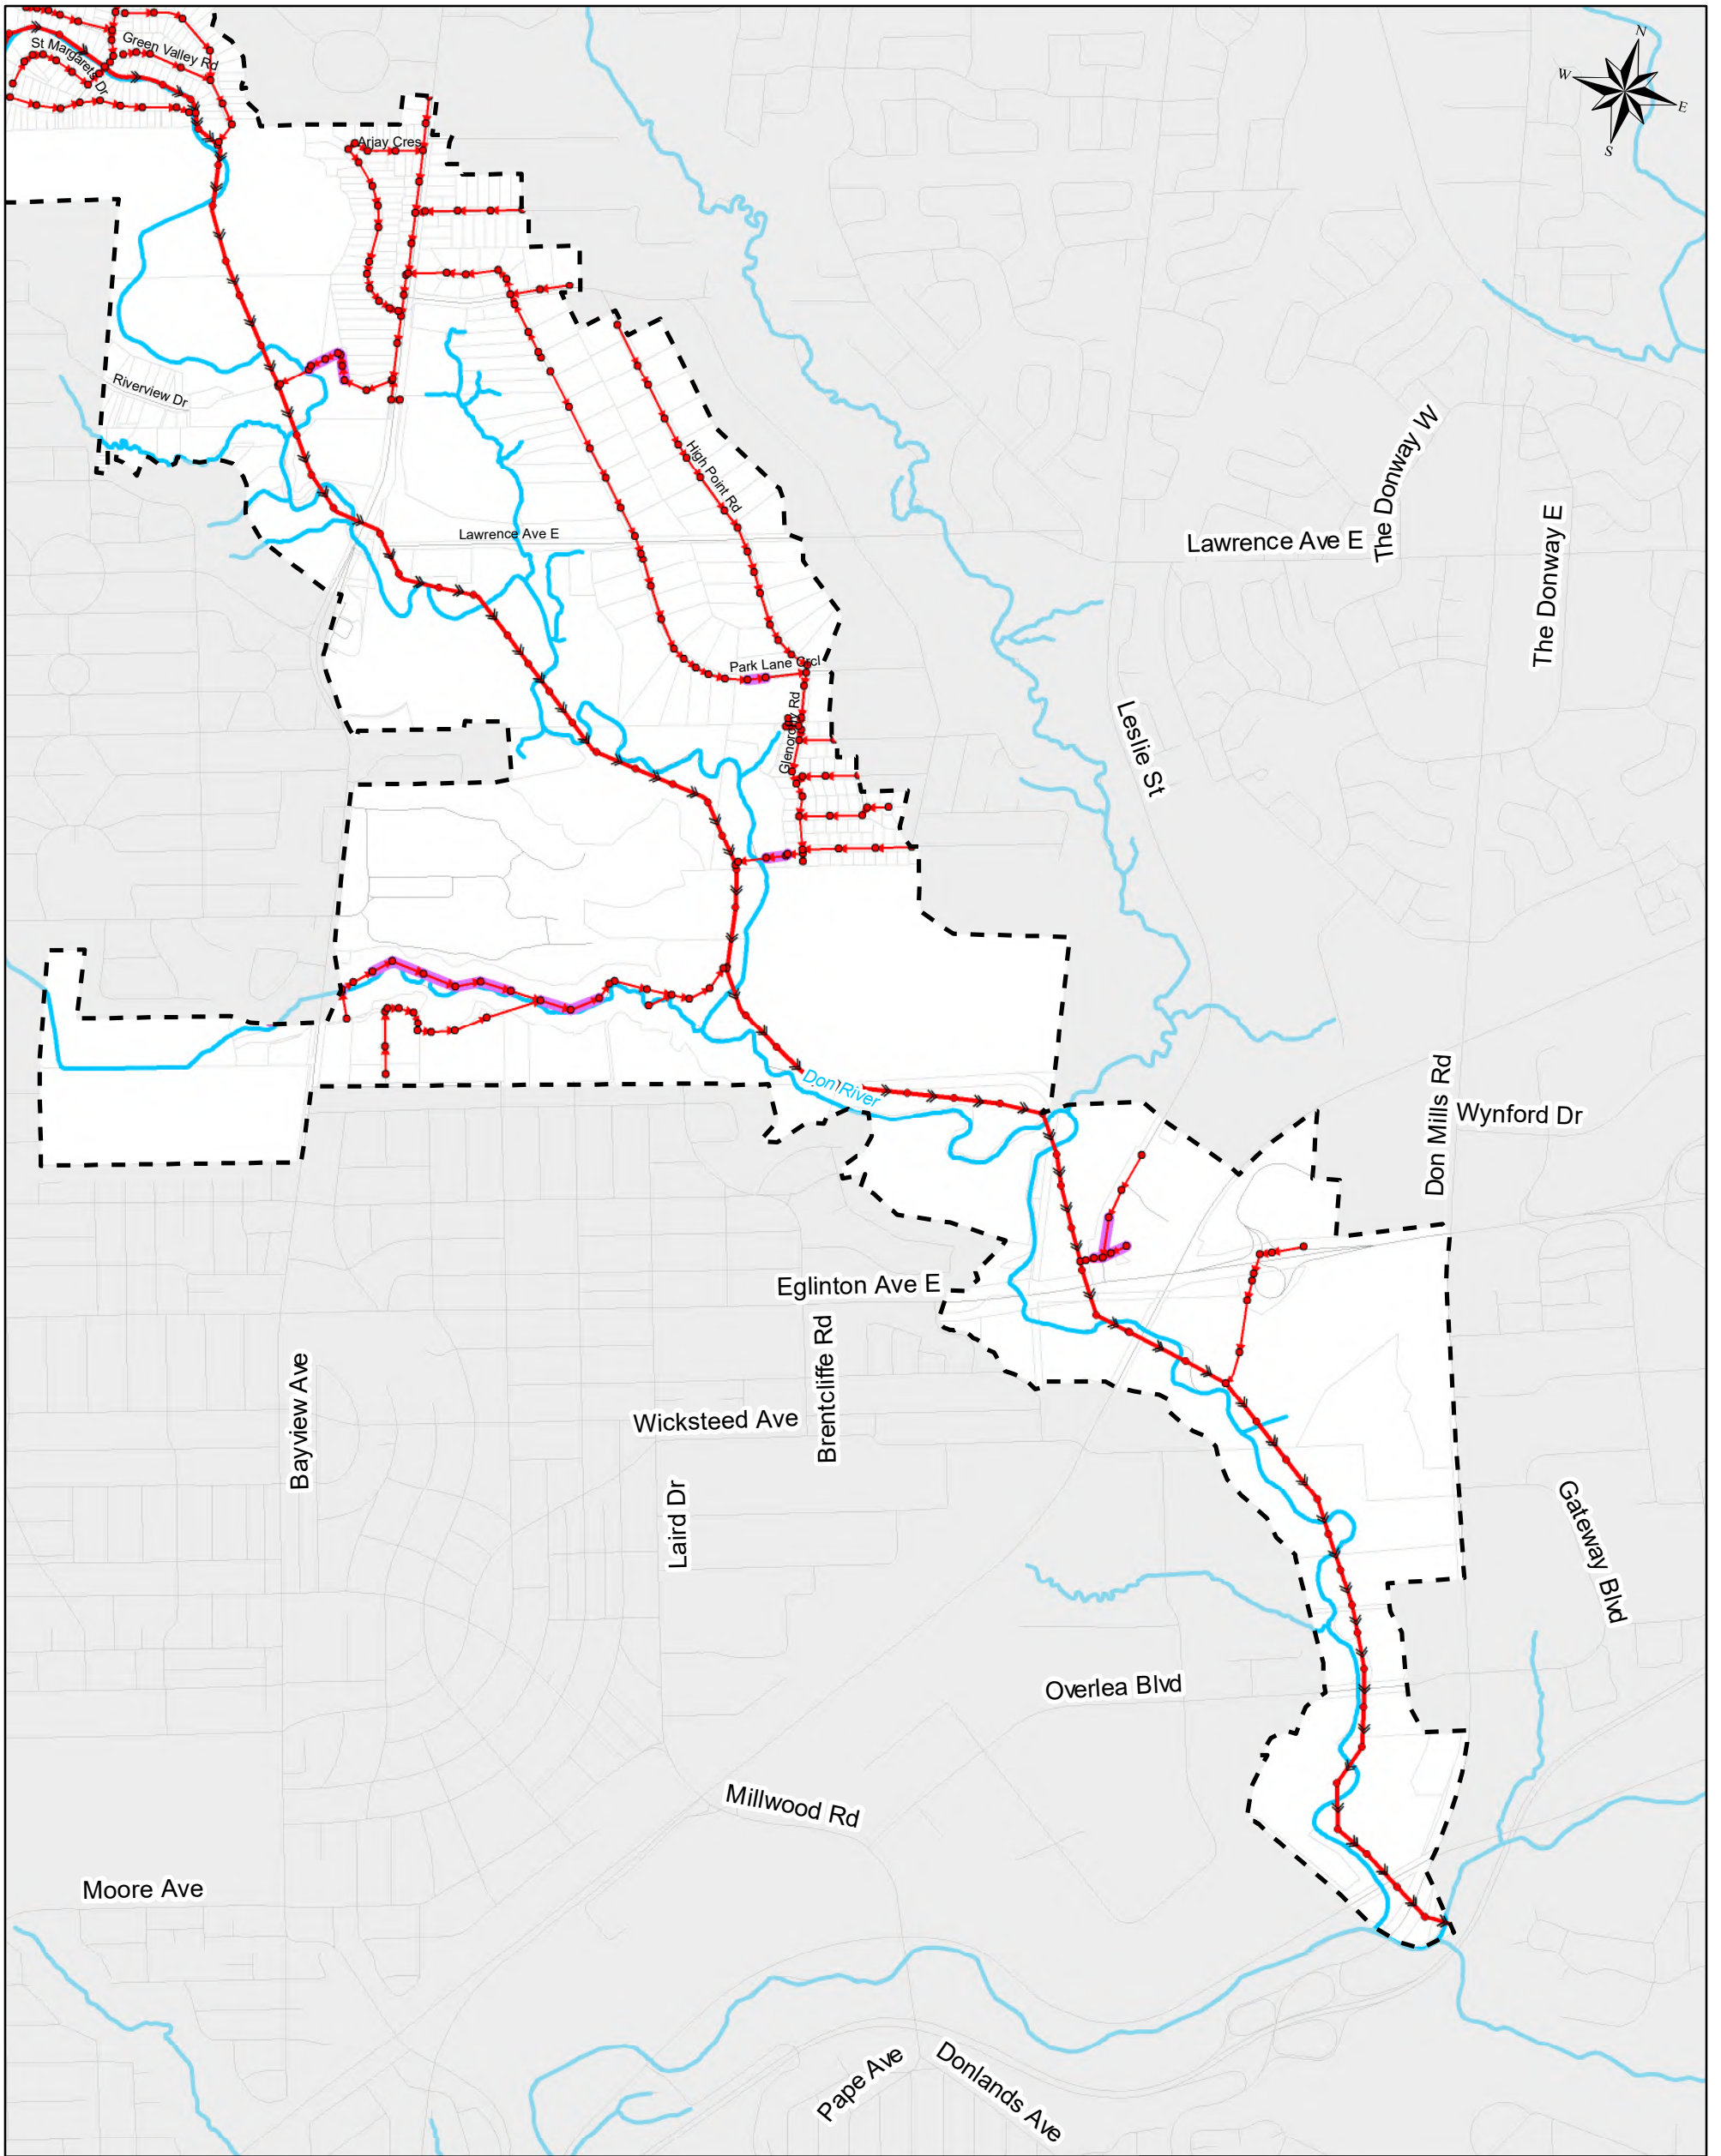 Green Valley Rd
St Margarets Dr
N
W
E
S
Arjay Cres
Riverview Dr
High Point Rd
Lawrence Ave E
Lawrence Ave E
The Donway W
The Donway E
Park Lane Crcl
Glenorchy Rd
Leslie St
Don River
Don Mills Rd
Wynford Dr
Eglinton Ave E
Brentcliffe Rd
Bayview Ave
Wicksteed Ave
Laird Dr
Gateway Blvd
Overlea Blvd
Millwood Rd
Moore Ave
Pape Ave
Donlands Ave